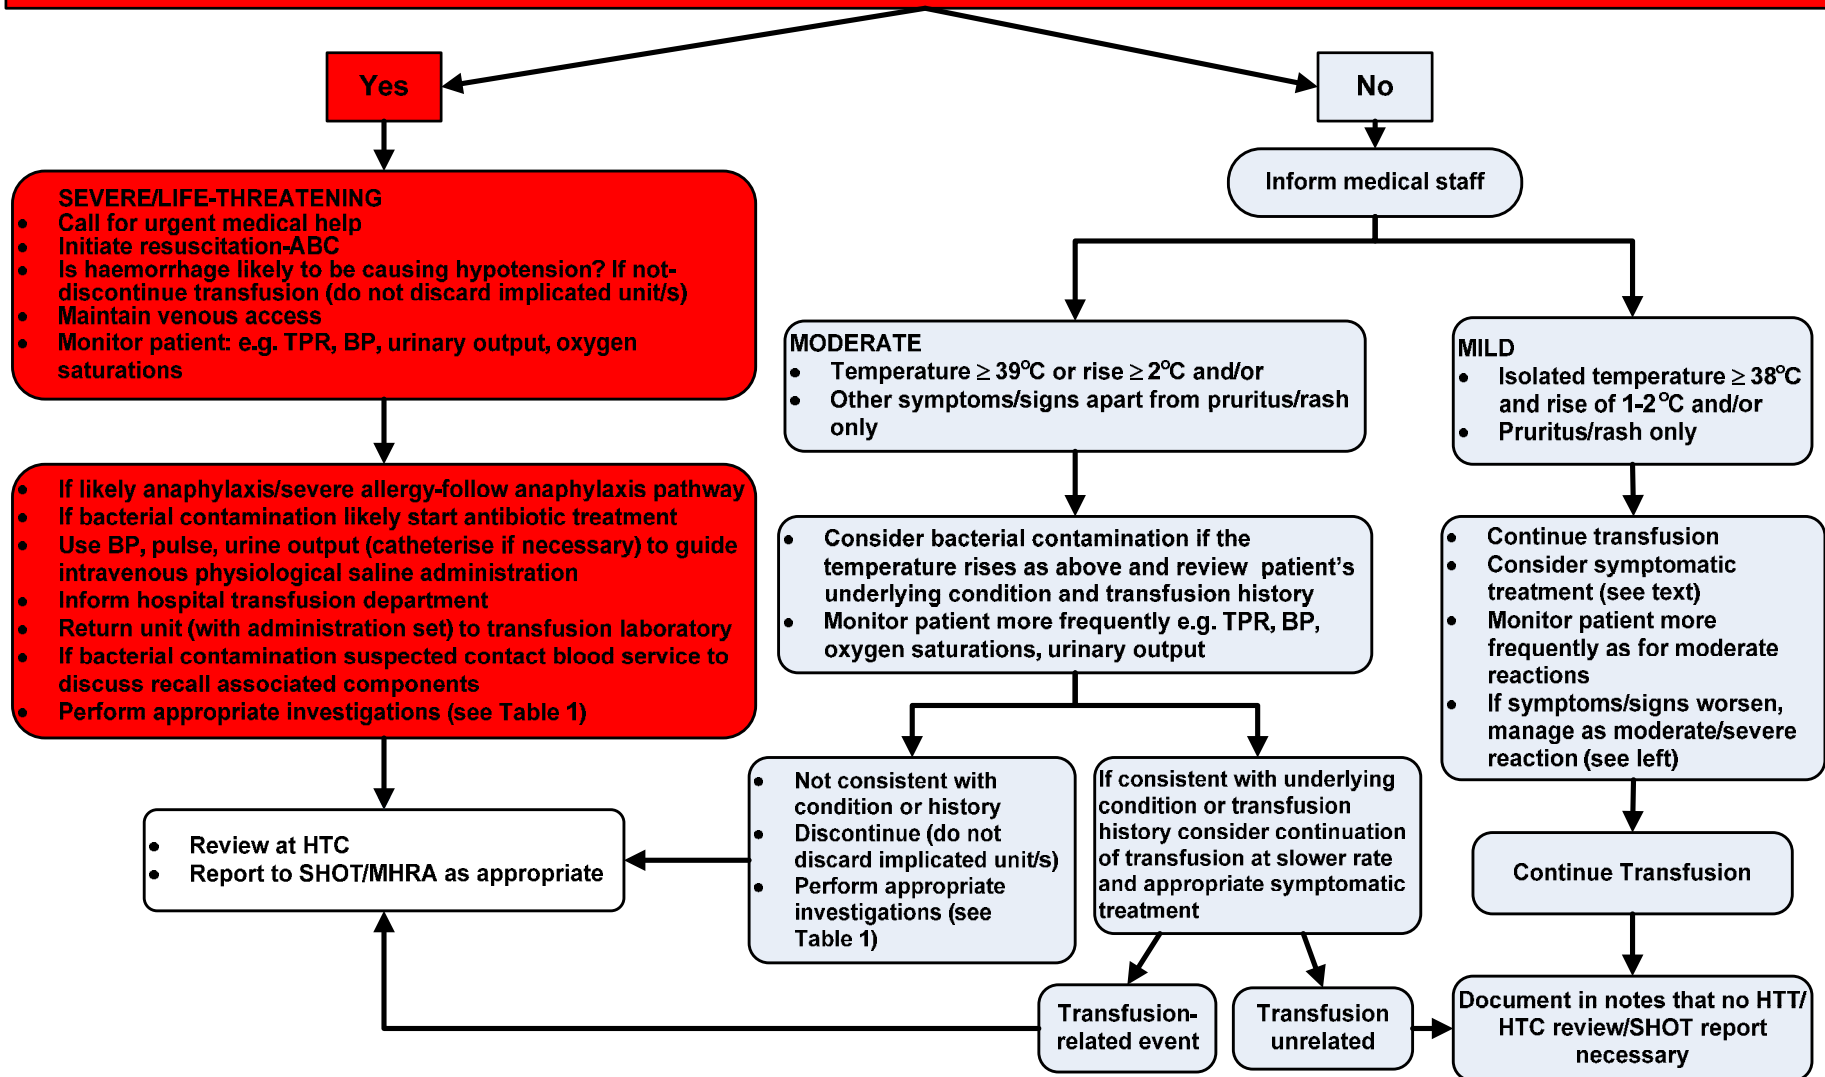 Yes
No
SEVERE/LIFE-THREATENING
• Call for urgent medical help
• Initiate resuscitation-ABC
• Is haemorrhage likely to be causing hypotension? If not-
discontinue transfusion (do not discard implicated unit/s)
• Maintain venous access
• Monitor patient: e.g. TPR, BP, urinary output, oxygen
saturations
Inform medical staff
MODERATE
• Temperature ≥ 39°C or rise ≥ 2°C and/or
• Other symptoms/signs apart from pruritus/rash
only
MILD
• Isolated temperature ≥ 38°C
and rise of 1-2°C and/or
• Pruritus/rash only
• If likely anaphylaxis/severe allergy-follow anaphylaxis pathway
• If bacterial contamination likely start antibiotic treatment
• Use BP, pulse, urine output (catheterise if necessary) to guide
intravenous physiological saline administration
• Inform hospital transfusion department
• Return unit (with administration set) to transfusion laboratory
• If bacterial contamination suspected contact blood service to
discuss recall associated components
• Perform appropriate investigations (see Table 1)
• Consider bacterial contamination if the
temperature rises as above and review patient's
underlying condition and transfusion history
• Monitor patient more frequently e.g. TPR, BP,
oxygen saturations, urinary output
• Continue transfusion
• Consider symptomatic
treatment (see text)
• Monitor patient more
frequently as for moderate
reactions
• If symptoms/signs worsen,
manage as moderate/severe
reaction (see left)
• Review at HTC
• Report to SHOT/MHRA as appropriate
• Not consistent with
condition or history
• Discontinue (do not
discard implicated unit/s)
• Perform appropriate
investigations (see
Table 1)
If consistent with underlying
condition or transfusion
history consider continuation
of transfusion at slower rate
and appropriate symptomatic
treatment
Continue Transfusion
Transfusion-
related event
Transfusion
unrelated
Document in notes that no HTT/
HTC review/SHOT report
necessary